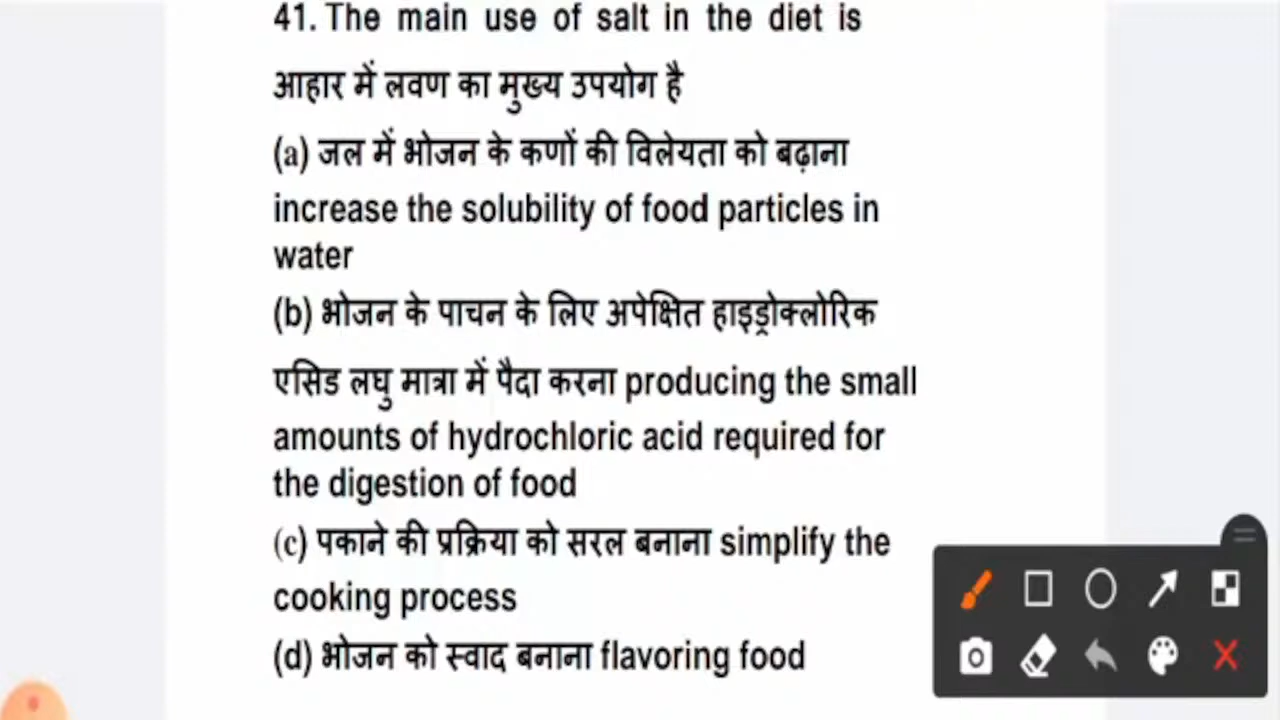 41. The main use of salt in the diet is
आहार में लवण का मुख्य उपयोग है
(a) जल में भोजन के कणों की विलेयता को बढ़ाना
increase the solubility of food particles in
water
(b) भोजन के पाचन के लिए अपेक्षित हाइड्रोक्लोरिक
एसिड लघु मात्रा में पैदा करना producing the small
amounts of hydrochloric acid required for
the digestion of food
(c) पकाने की प्रक्रिया को सरल बनाना simplify the
cooking process
(d) भोजन को स्वाद बनाना flavoring food